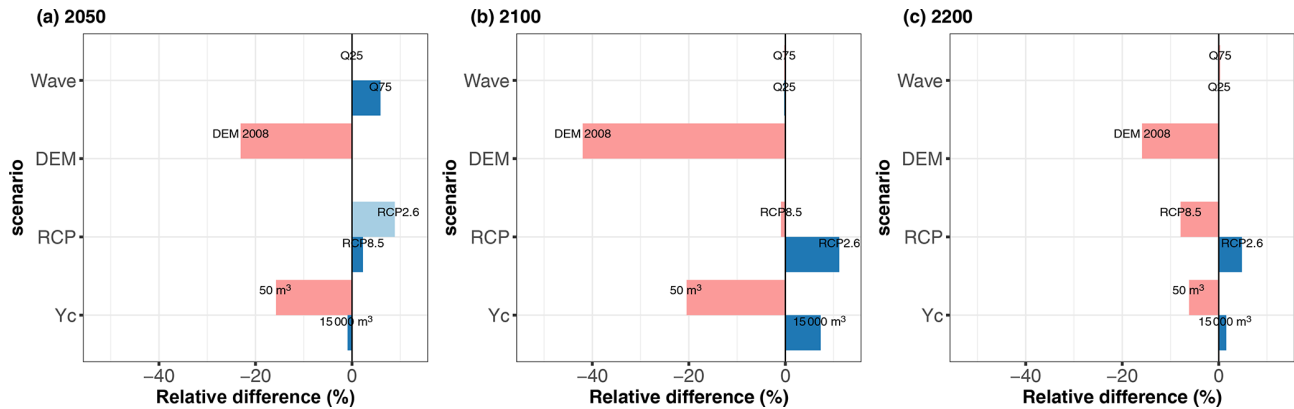 (a) 2050
scenario
Wave
DEM
RCP
Yc
Q25
Q75
DEM 2008
RCP2.6
RCP8.5
50 m³
15 000 m³
−40
−20
0
Relative difference (%)
(b) 2100
scenario
Wave
DEM
RCP
Yc
Q75
Q25
DEM 2008
RCP8.5
RCP2.6
50 m³
15 000 m³
−40
−20
0
Relative difference (%)
(c) 2200
scenario
Wave
DEM
RCP
Yc
Q75
Q25
DEM 2008
RCP8.5
RCP2.6
50 m³
15 000 m³
−40
−20
0
Relative difference (%)